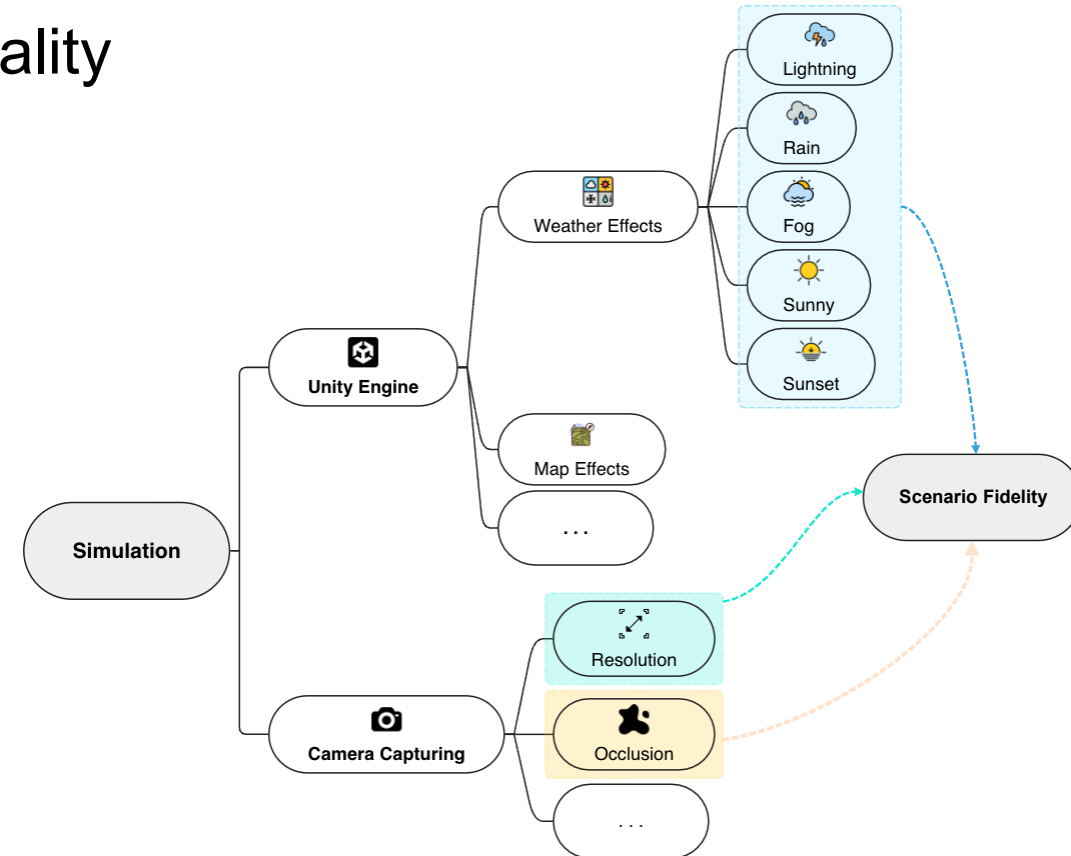 ality
Lightning
Rain
Weather Effects
Fog
Sunny
Unity Engine
Sunset
Map Effects
Scenario Fidelity
...
Simulation
Resolution
Camera Capturing
Occlusion
...